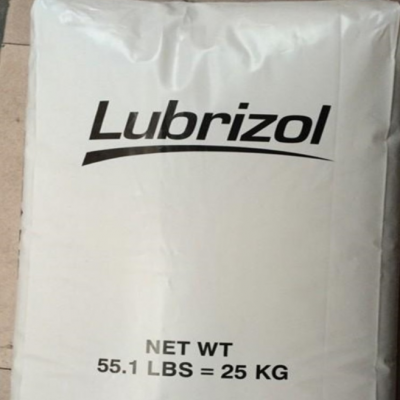 Lubrizol
NET WT
55.1 LBS = 25 KG